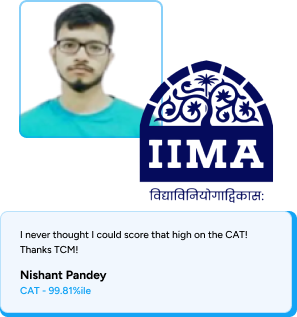 IIMA
विद्याविनियोगाद्विकास:
I never thought I could score that high on the CAT!
Thanks TCM!
Nishant Pandey
CAT - 99.81%ile